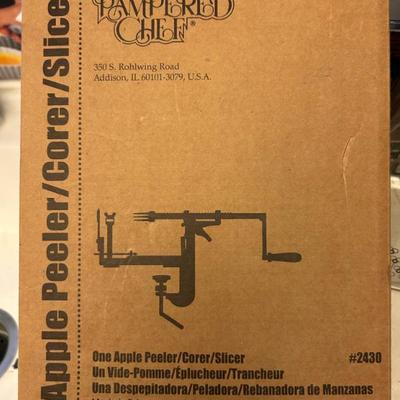 PAMPERED
CHEF®
350 S. Rohlwing Road
Addison, IL 60101-3079, U.S.A.
Apple Peeler/Corer/Slice
One Apple Peeler/Corer/Slicer #2430
Un Vide-Pomme/Éplucheur/Trancheur
Una Despepitadora/Peladora/Rebanadora de Manzanas